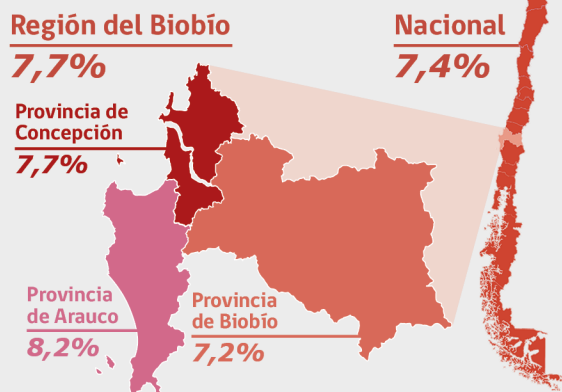 Región del Biobío
7,7%
Nacional
7,4%
Provincia de
Concepción
7,7%
Provincia
de Arauco
8,2%
Provincia
de Biobío
7,2%